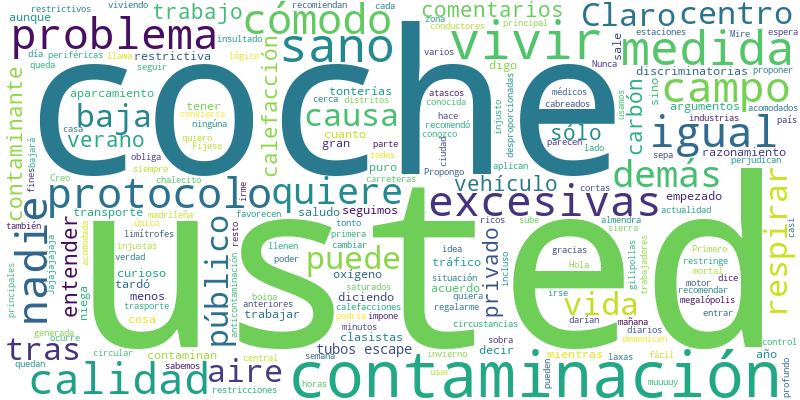 viviendo
recomiendan
cada
comentarios
zona
conductores
principal
estaciones
Mire
espera
aunque
trabajo
cómodo
Claro
centro
insultado
problema
restrictiva
sano
vivir
medida
varios
Nunca
sale
proponer
día
periféricas
queda
llama
lógico
seguir
calefacción
digo
discriminatorias
coche
aparcamiento
tonterías
cerca
distritos
atascos
conocida
médicos
cabreados
injusto
desproporcionadas
usamos
carbón
sino
campo
argumentos
acomodados
contaminante
baja
tener
ninguna
convierta
quiero
Fíjese
causa
hace
recomendó
conozco
sólo
igual
industrias
país
verano
casa
obliga
siempre
cuanto
gran
parte
todos
puro
ciudad
parecen
lado
aplican
sepa
razonamiento
perjudican
bajará
fines
Creo
chalecito
carreteras
irme
Propongo
vehículo
cortas
demás
empezado
actualidad
protocolo
quiere
excesivas
almendra
sierra
respirar
también
transporte
madrileña
único
favorecen
saludo
seguimos
tonto
primera
cambiar
ricos
sube
nadie
Jajajajajaja
entender
limítrofes
injustas
verdad
acomodada
público
resto
llenen
idea
poder
oxígeno
puede
tráfico
privado
incluso
gracias
Hola
gilipollas
trabajadores
Primero
restringe
mortal
casi
usted
principales
curioso
tardó
menos
trasporte
niega
cosa
boina
anteriores
trabajar
anticontaminación
saturados
calefacciones
podría
impone
minutos
diciendo
clasistas
situación
acuerdo
quiera
regalarme
circunstancias
irse
vida
darían
mañana
diarios
demonicen
motor
dice
recomendar
megalópolis
entrar
generada
ocurre
tras
contaminan
circular
central
semana
tubos escape
invierno
decir
sobra
mientras
laxas
pueden
fácil
año
control
quedan
calidad
sabemos
restricciones
aire
horas
contaminación
usar
muuuuy
profundo